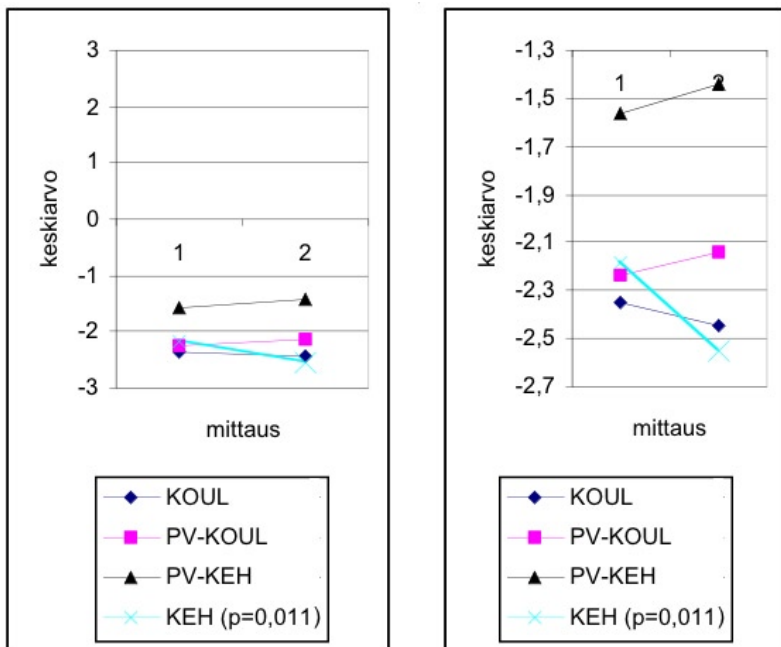 3
2
1
0
-1
-2
-3
keskiarvo
1 2
mittaus
KOUL
PV-KOUL
PV-KEH
KEH (p=0,011)
-1,3
-1,5
-1,7
-1,9
-2,1
-2,3
-2,5
-2,7
keskiarvo
1 2
mittaus
KOUL
PV-KOUL
PV-KEH
KEH (p=0,011)